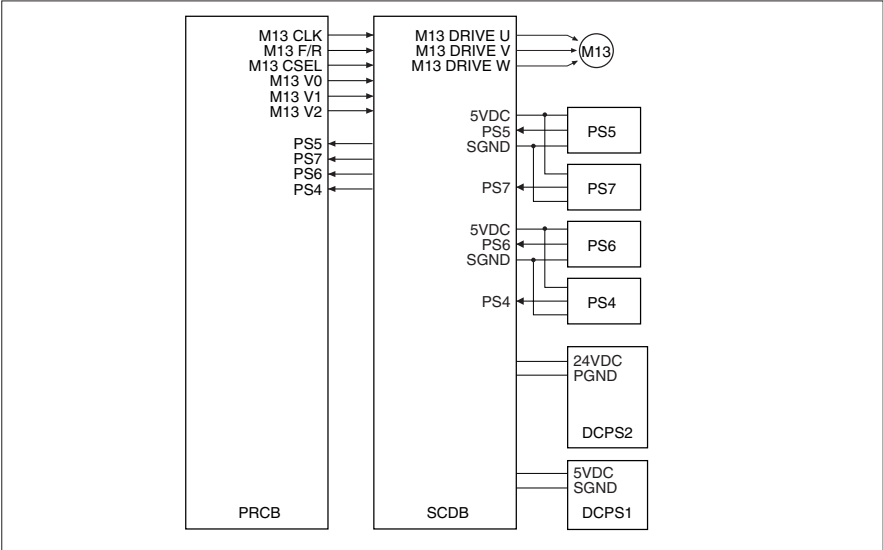 M13 CLK
M13 F/R
M13 CSEL
M13 V0
M13 V1
M13 V2
PS5
PS7
PS6
PS4
PRCB
M13 DRIVE U
M13 DRIVE V
M13 DRIVE W
5VDC
PS5
SGND
PS7
5VDC
PS6
SGND
PS4
SCDB
M13
PS5
PS7
PS6
PS4
24VDC
PGND
DCPS2
5VDC
SGND
DCPS1